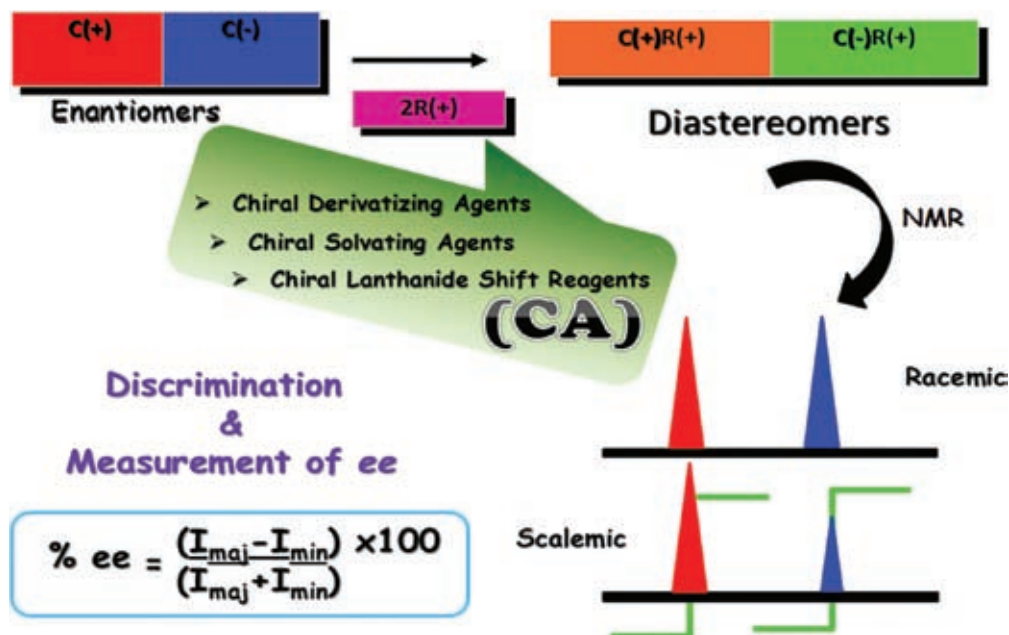 C(+) C(-)
C(+)R(+) C(-)R(+)
Enantiomers
2R(+)
Diastereomers
➢ Chiral Derivatizing Agents
➢ Chiral Solvating Agents
➢ Chiral Lanthanide Shift Reagents
(CA)
NMR
Racemic
Discrimination
&
Measurement of ee
% ee = (Imaj-Imin) x100
(Imaj+Imin)
Scalemic